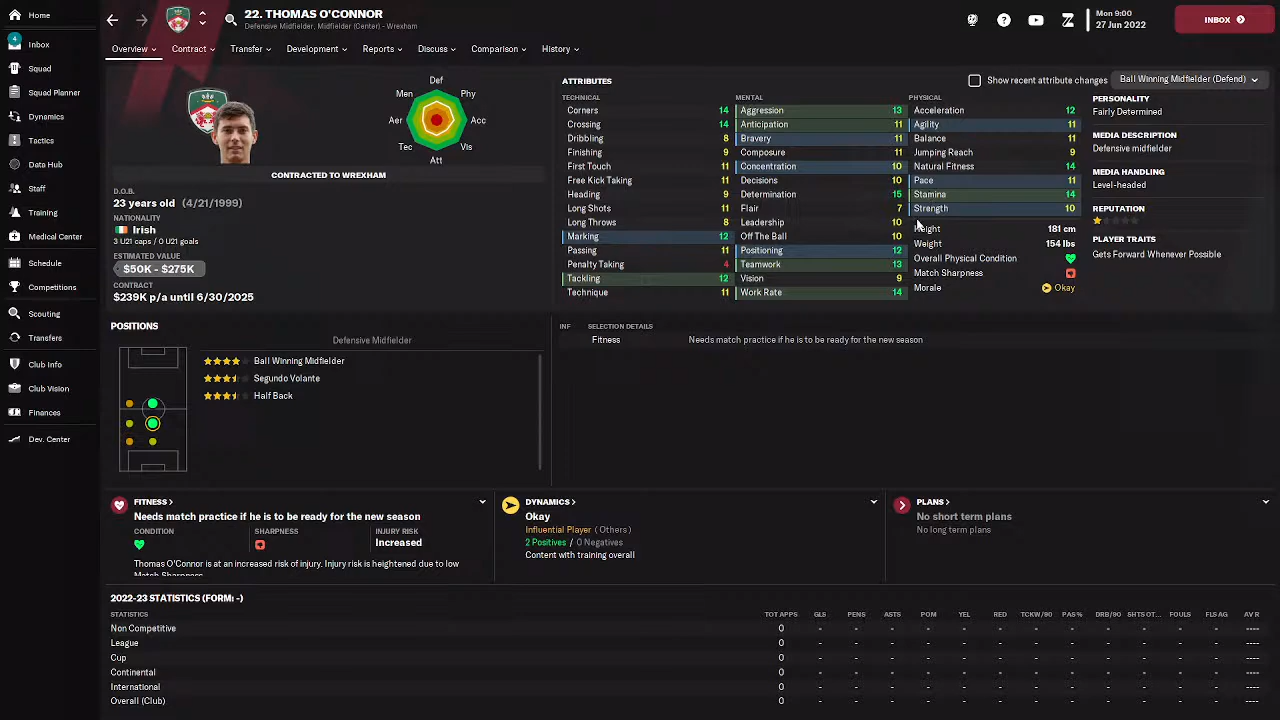 Home
4
Inbox
Squad
Squad Planner
Dynamics
Tactics
Data Hub
Staff
Training
Medical Center
Schedule
Competitions
Scouting
Transfers
Club Info
Club Vision
Finances
Dev. Center
22. THOMAS O'CONNOR
Defensive Midfielder, Midfielder (Center) - Wrexham
Mon 9:00
27 Jun 2022
INBOX
Overview
Contract
Transfer
Development
Reports
Discuss
Comparison
History
Def
Phy
Acc
Vis
Att
Tec
Aer
Men
CONTRACTED TO WREXHAM
D.O.B.
23 years old (4/21/1999)
NATIONALITY
Irish
3 U21 caps / 0 U21 goals
ESTIMATED VALUE
$50K - $275K
CONTRACT
$239K p/a until 6/30/2025
ATTRIBUTES
Show recent attribute changes
Ball Winning Midfielder (Defend)
TECHNICAL
Corners 14
Crossing 14
Dribbling 8
Finishing 9
First Touch 11
Free Kick Taking 11
Heading 9
Long Shots 11
Long Throws 8
Marking 12
Passing 11
Penalty Taking 4
Tackling 12
Technique 11
MENTAL
Aggression 13
Anticipation 11
Bravery 11
Composure 11
Concentration 10
Decisions 10
Determination 15
Flair 7
Leadership 10
Off The Ball 10
Positioning 12
Teamwork 13
Vision 9
Work Rate 14
PHYSICAL
Acceleration 12
Agility 11
Balance 11
Jumping Reach 9
Natural Fitness 14
Pace 11
Stamina 14
Strength 10
Height 181 cm
Weight 154 lbs
Overall Physical Condition
Match Sharpness
Morale Okay
PERSONALITY
Fairly Determined
MEDIA DESCRIPTION
Defensive midfielder
MEDIA HANDLING
Level-headed
REPUTATION
PLAYER TRAITS
Gets Forward Whenever Possible
POSITIONS
Defensive Midfielder
Ball Winning Midfielder
Segundo Volante
Half Back
INF SELECTION DETAILS
Fitness Needs match practice if he is to be ready for the new season
FITNESS >
Needs match practice if he is to be ready for the new season
CONDITION SHARPNESS INJURY RISK
Increased
Thomas O'Connor is at an increased risk of injury. Injury risk is heightened due to low
Match Sharpness
DYNAMICS >
Okay
Influential Player (Others)
2 Positives / 0 Negatives
Content with training overall
PLANS >
No short term plans
No long term plans
2022-23 STATISTICS (FORM: -)
STATISTICS TOT APPS GLS PENS ASTS POM YEL RED TCKW/90 PAS% DRB/90 SHTS OT... FOULS FLS AG AV R
Non Competitive 0 - - - - - - - - - - - - ----
League 0 - - - - - - - - - - - - ----
Cup 0 - - - - - - - - - - - - ----
Continental 0 - - - - - - - - - - - - ----
International 0 - - - - - - - - - - - - ----
Overall (Club) 0 - - - - - - - - - - - - ----